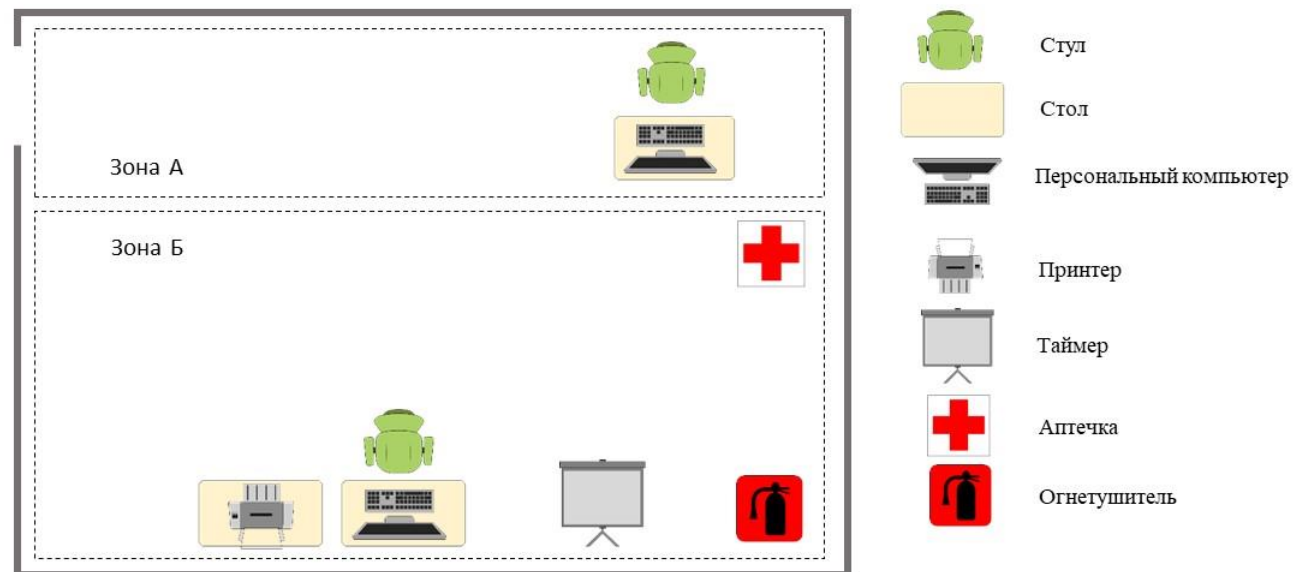 Зона А
Зона Б
Стул
Стол
Персональный компьютер
Принтер
Таймер
Аптечка
Огнетушитель